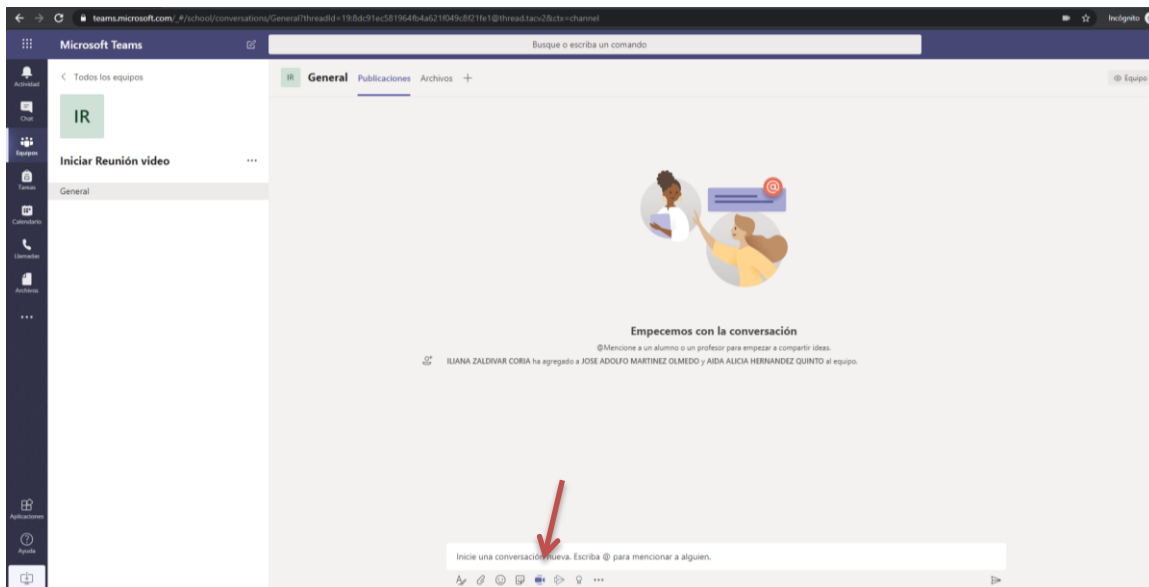 teams.microsoft.com/_#/school/conversations/General?threadId=19:8dc91ec581964fb4a621f049c8f21fe1@thread.tacv2&ctx=channel
Incógnito
Microsoft Teams
Busque o escriba un comando
Actividad
Chat
Equipos
Tareas
Calendario
Llamadas
Archivos
Aplicaciones
Ayuda
Todos los equipos
IR
Iniciar Reunión video
General
IR General Publicaciones Archivos
Equipo
Empecemos con la conversación
@Mencione a un alumno o un profesor para empezar a compartir ideas.
ILIANA ZALDIVAR CORIA ha agregado a JOSE ADOLFO MARTINEZ OLMEDO y AIDA ALICIA HERNANDEZ QUINTO al equipo.
Inicie una conversación nueva. Escriba @ para mencionar a alguien.